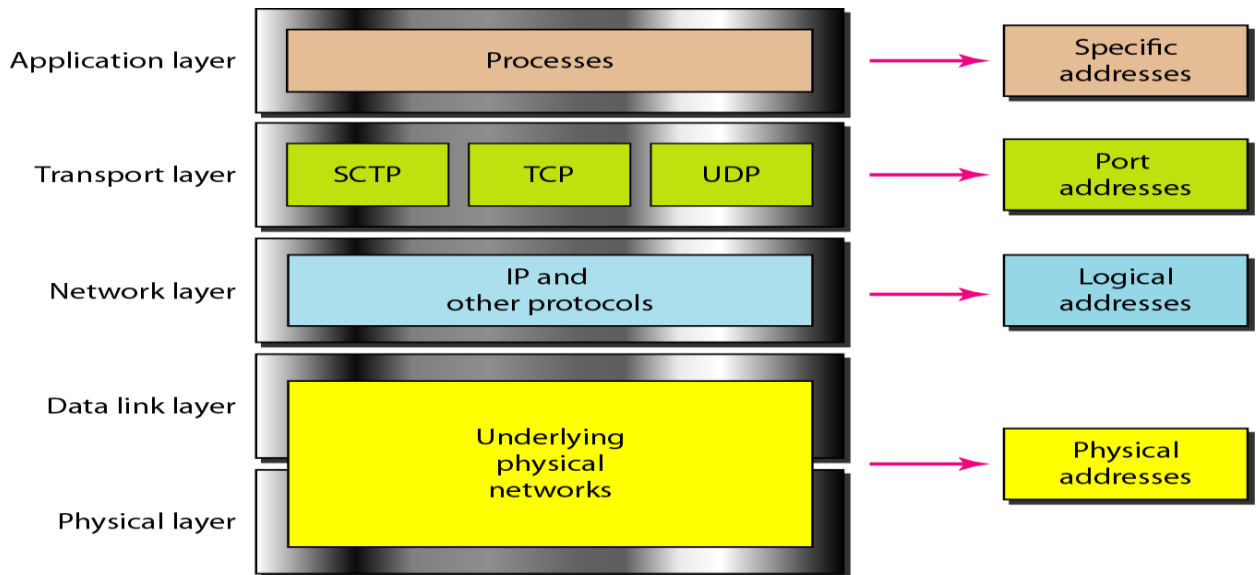 Application layer
Processes
Specific
addresses
Transport layer
SCTP
TCP
UDP
Port
addresses
Network layer
IP and
other protocols
Logical
addresses
Data link layer
Underlying
physical
networks
Physical
addresses
Physical layer